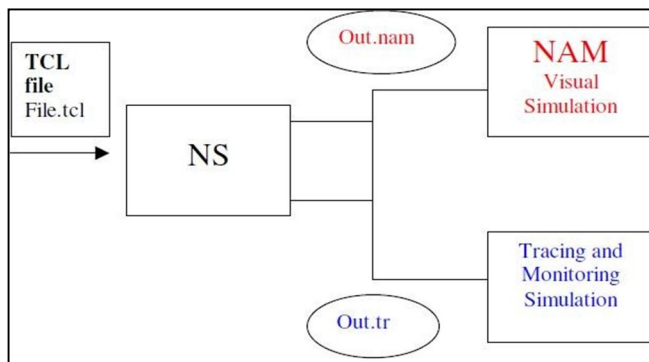 TCL
file
File.tcl
NS
Out.nam
NAM
Visual
Simulation
Out.tr
Tracing and
Monitoring
Simulation